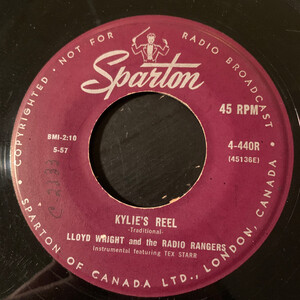 COPYRIGHTED · NOT FOR RADIO BROADCAST
Sparton
45 RPM
BMI-2:10
5-57
4-440R
(45136E)
KYLIE'S REEL
-Traditional-
LLOYD WRIGHT and the RADIO RANGERS
Instrumental featuring TEX STARR
SPARTON OF CANADA LTD., LONDON, CANADA